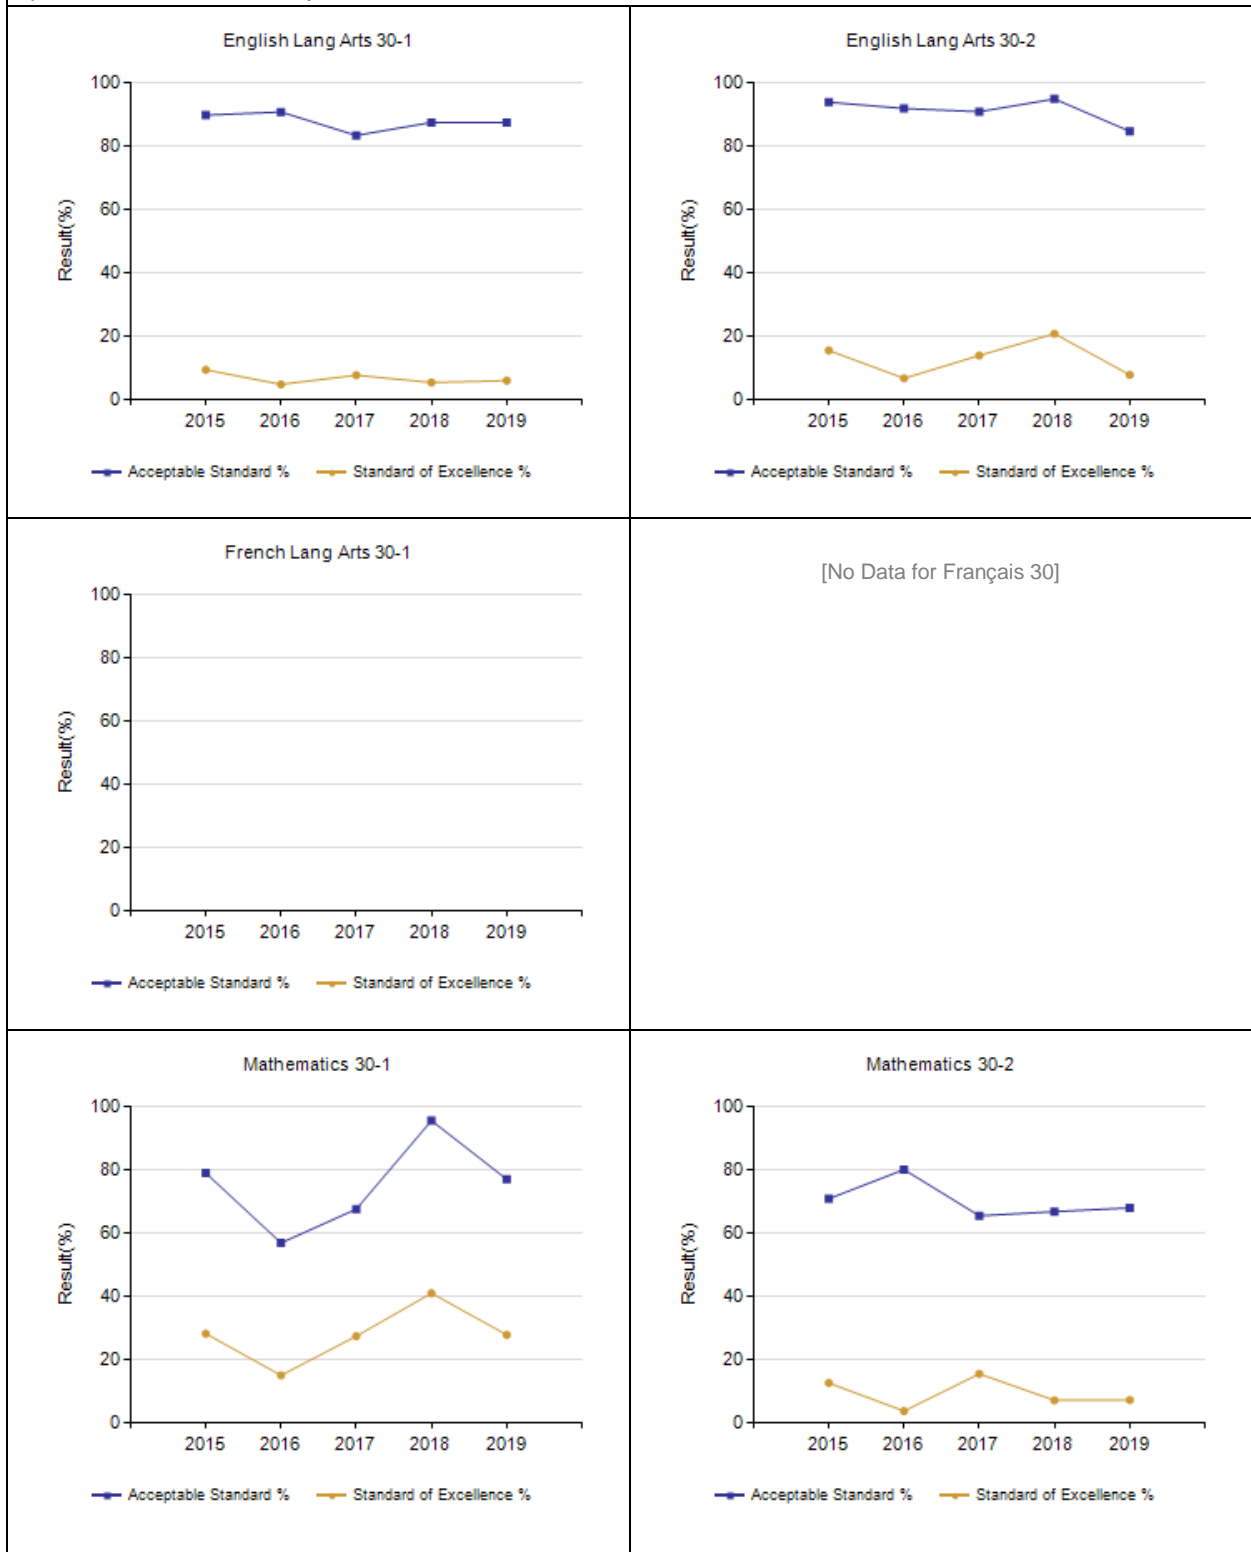 English Lang Arts 30-1
100
80
60
40
20
0
Result(%)
2015 2016 2017 2018 2019
Acceptable Standard % Standard of Excellence %
English Lang Arts 30-2
100
80
60
40
20
0
Result(%)
2015 2016 2017 2018 2019
Acceptable Standard % Standard of Excellence %
French Lang Arts 30-1
100
80
60
40
20
0
Result(%)
2015 2016 2017 2018 2019
Acceptable Standard % Standard of Excellence %
[No Data for Français 30]
Mathematics 30-1
100
80
60
40
20
0
Result(%)
2015 2016 2017 2018 2019
Acceptable Standard % Standard of Excellence %
Mathematics 30-2
100
80
60
40
20
0
Result(%)
2015 2016 2017 2018 2019
Acceptable Standard % Standard of Excellence %